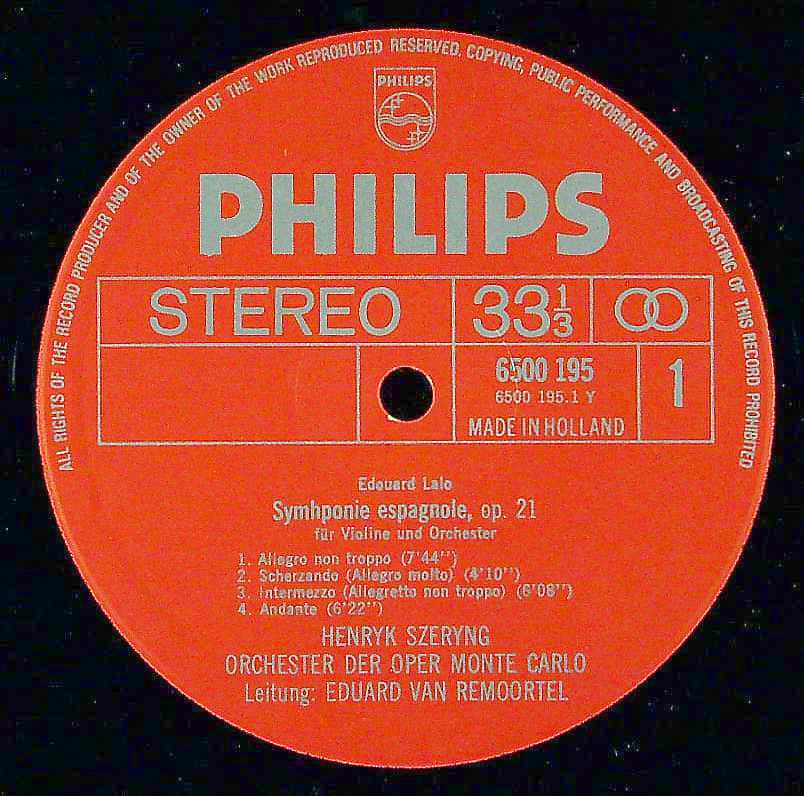 ALL RIGHTS OF THE RECORD PRODUCER AND OF THE OWNER OF THE WORK REPRODUCED RESERVED. COPYING, PUBLIC PERFORMANCE AND BROADCASTING OF THIS RECORD PROHIBITED
PHILIPS
PHILIPS
STEREO
33 1/3
6500 195
6500 195.1 Y
MADE IN HOLLAND
1
Edouard Lalo
Symhponie espagnole, op. 21
für Violine und Orchester
1. Allegro non troppo (7'44'')
2. Scherzando (Allegro molto) (4'10'')
3. Intermezzo (Allegretto non troppo) (6'08'')
4. Andante (6'22'')
HENRYK SZERYNG
ORCHESTER DER OPER MONTE CARLO
Leitung: EDUARD VAN REMOORTEL